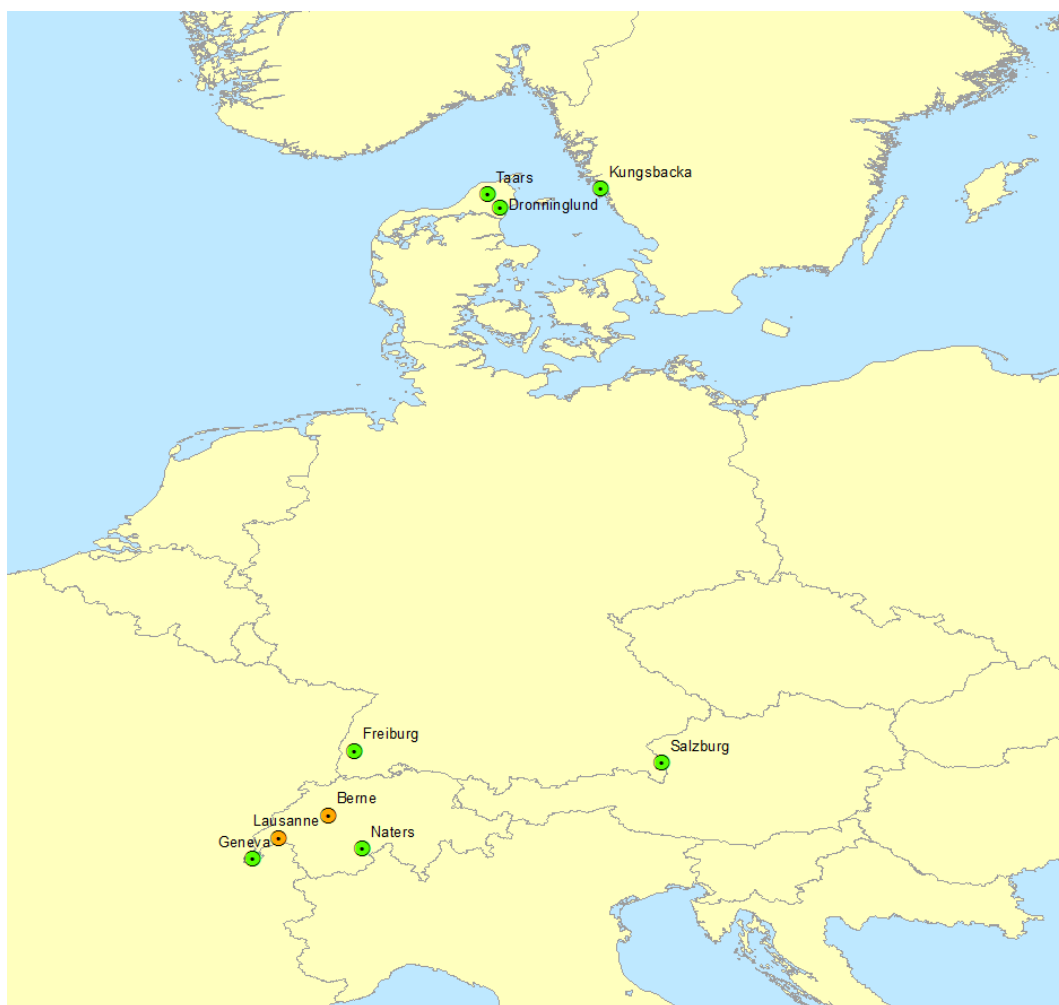 Taars
Kungsbacka
Dronninglund
Freiburg
Salzburg
Berne
Lausanne
Naters
Geneva